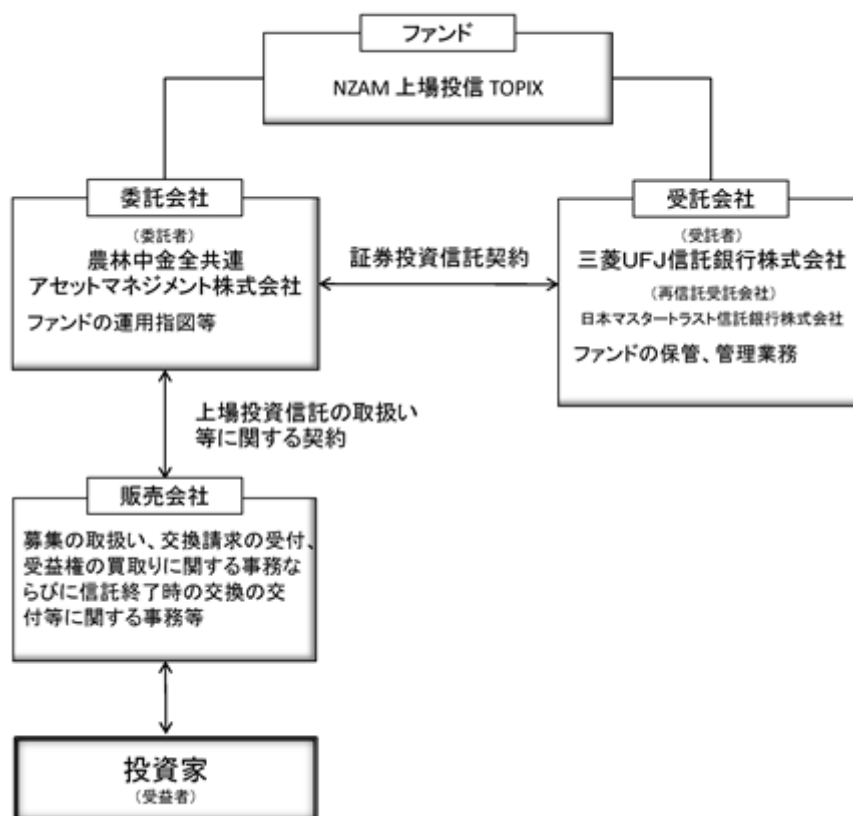 ファンド
NZAM 上場投信 TOPIX
委託会社
（委託者）
農林中金全共連
アセットマネジメント株式会社
ファンドの運用指図等
証券投資信託契約
受託会社
（受託者）
三菱UFJ信託銀行株式会社
（再信託受託会社）
日本マスタートラスト信託銀行株式会社
ファンドの保管、管理業務
上場投資信託の取扱い
等に関する契約
販売会社
募集の取扱い、交換請求の受付、
受益権の買取りに関する事務な
らびに信託終了時の交換の交
付等に関する事務等
投資家
（受益者）